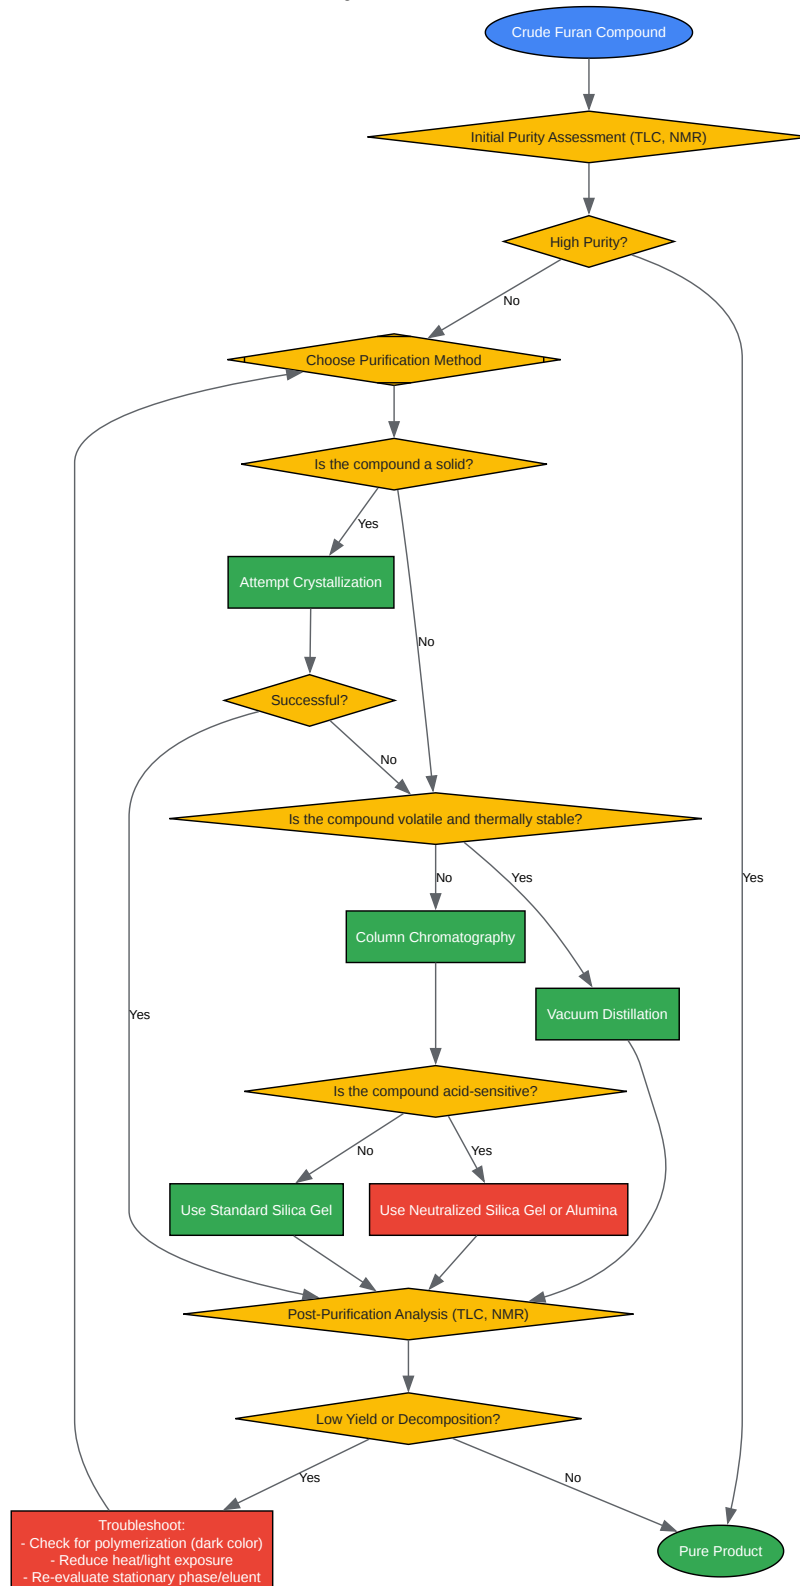 Crude Furan Compound
Initial Purity Assessment (TLC, NMR)
High Purity?
No
Choose Purification Method
Is the compound a solid?
Yes
Attempt Crystallization
No
Successful?
No
Is the compound volatile and thermally stable?
No
Yes
Yes
Column Chromatography
Vacuum Distillation
Yes
Is the compound acid-sensitive?
No
Yes
Use Standard Silica Gel
Use Neutralized Silica Gel or Alumina
Post-Purification Analysis (TLC, NMR)
Low Yield or Decomposition?
Yes
No
Troubleshoot:
- Check for polymerization (dark color)
- Reduce heat/light exposure
- Re-evaluate stationary phase/eluent
Pure Product